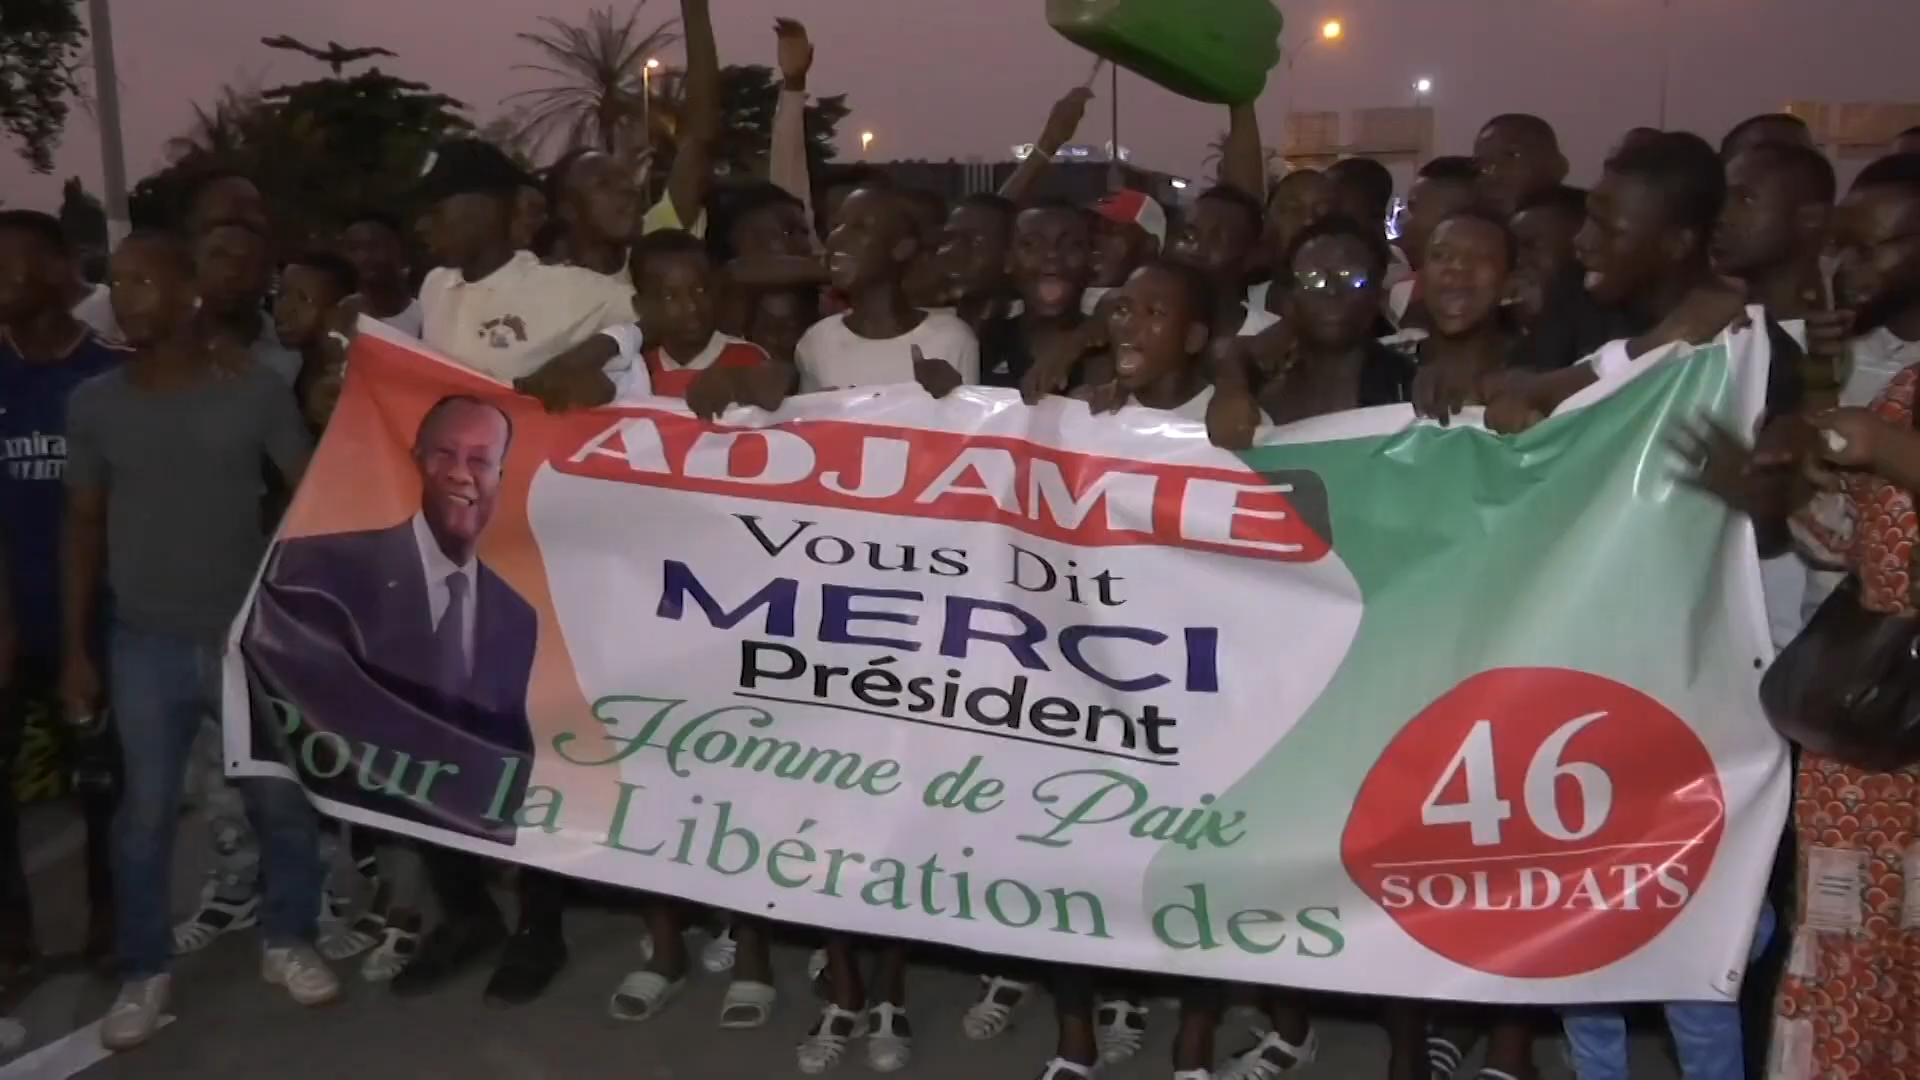 ADJAME
Vous Dit
MERCI
Président
Homme de Paix
Pour la Libération des
46
SOLDATS